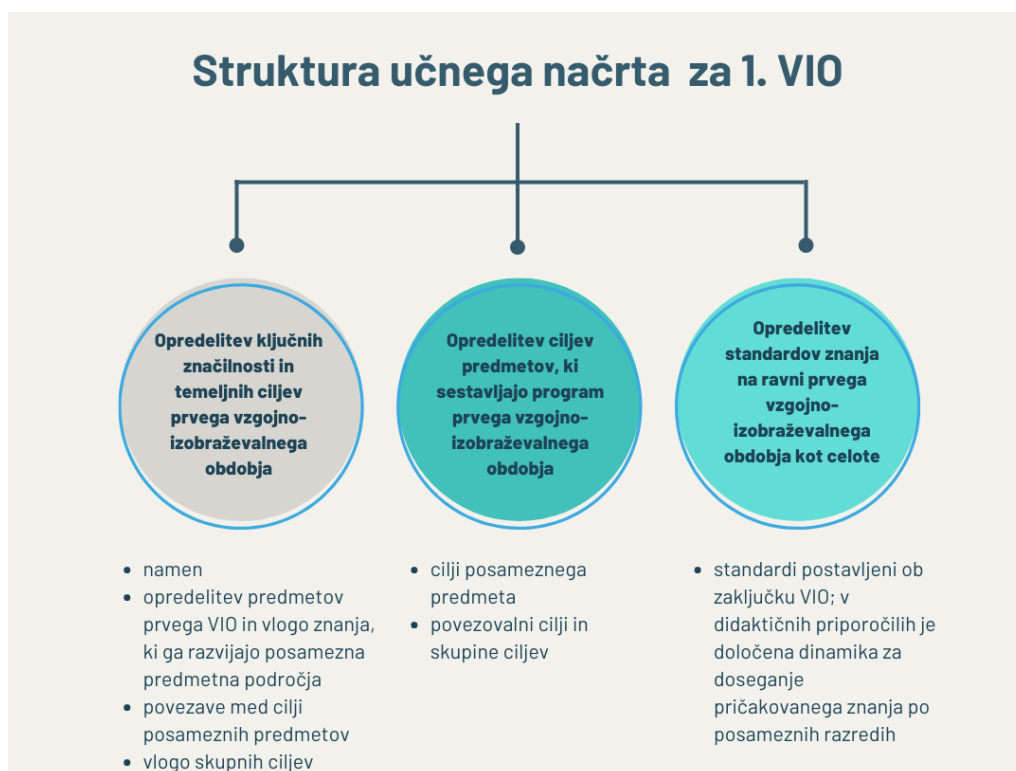 Struktura učnega načrta za 1. VIO
Opredelitev ključnih
značilnosti in
temeljnih ciljev
prvega vzgojno-
izobraževalnega
obdobja
Opredelitev ciljev
predmetov, ki
sestavljajo program
prvega vzgojno-
izobraževalnega
obdobja
Opredelitev
standardov znanja
na ravni prvega
vzgojno-
izobraževalnega
obdobja kot celote
• namen
• opredelitev predmetov
prvega VIO in vlogo znanja,
ki ga razvijajo posamezna
predmetna področja
• povezave med cilji
posameznih predmetov
• vlogo skupnih ciljev
• cilji posameznega
predmeta
• povezovalni cilji in
skupine ciljev
• standardi postavljeni ob
zaključku VIO; v
didaktičnih priporočilih je
določena dinamika za
doseganje
pričakovanega znanja po
posameznih razredih